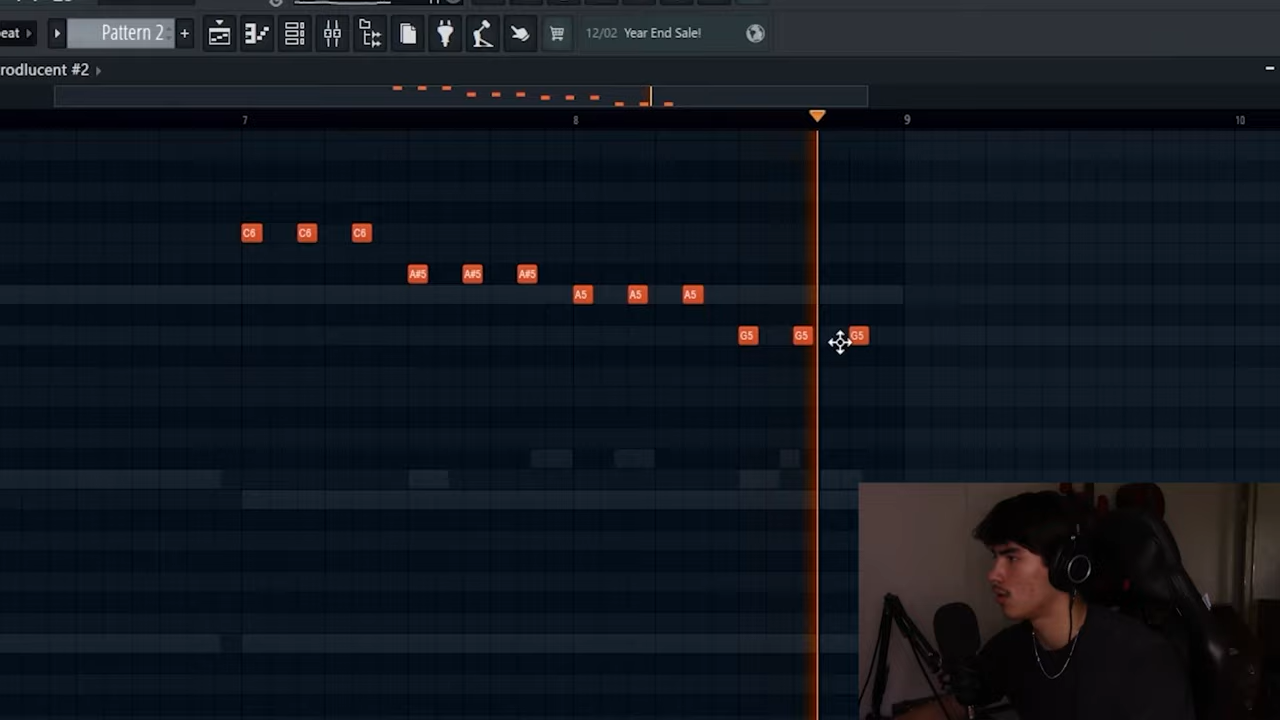 eat
Pattern 2
+
12/02 Year End Sale!
rodlucent #2
7 8 9 10
C6 C6 C6
A#5 A#5 A#5
A5 A5 A5
G5 G5 G5